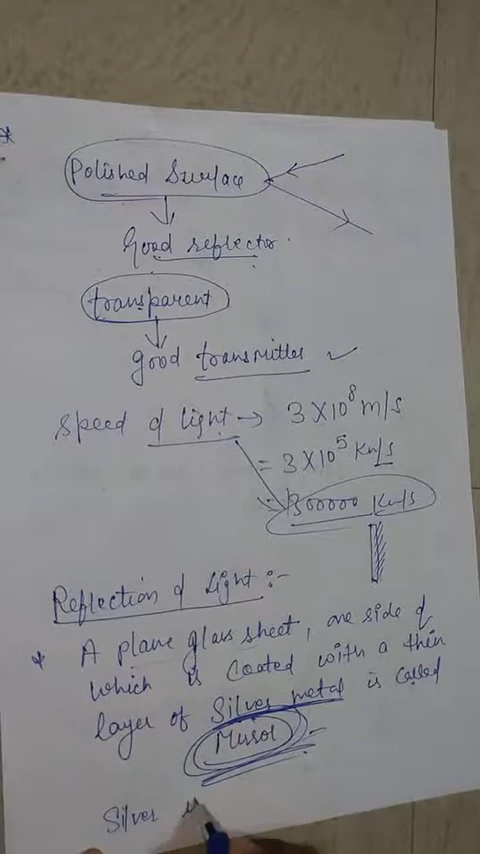 Polished Surface
Good reflector.
transparent
good transmitter
Speed of light → 3 X 10⁸ m/s
= 3 X 10⁵ Km/s
300000 Km/s
Reflection of Light :-
* A plane glass sheet, one side of
which is coated with a thin
layer of Silver metal is called
Mirror
Silver